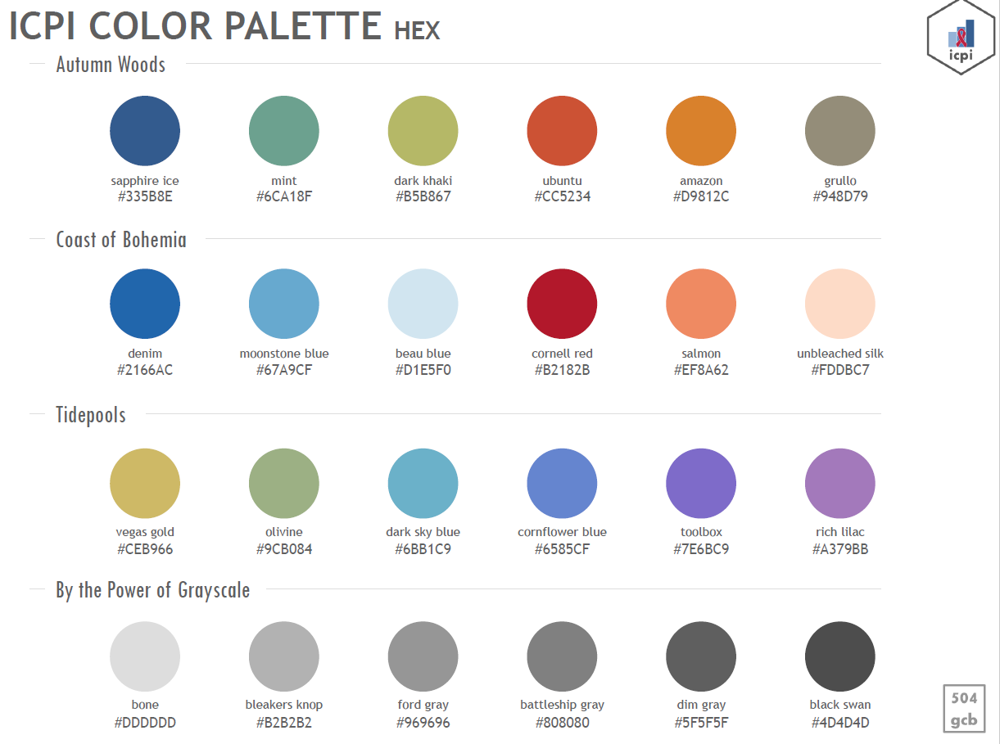 ICPI COLOR PALETTE HEX
icpi
Autumn Woods
sapphire ice mint dark khaki ubuntu amazon grullo
#335B8E #6CA18F #B5B867 #CC5234 #D9812C #948D79
Coast of Bohemia
denim moonstone blue beau blue cornell red salmon unbleached silk
#2166AC #67A9CF #D1E5F0 #B2182B #EF8A62 #FDDBC7
Tidepools
vegas gold olivine dark sky blue cornflower blue toolbox rich lilac
#CEB966 #9CB084 #6BB1C9 #6585CF #7E6BC9 #A379BB
By the Power of Grayscale
bone bleakers knop ford gray battleship gray dim gray black swan
#DDDDDD #B2B2B2 #969696 #808080 #5F5F5F #4D4D4D
504
gcb